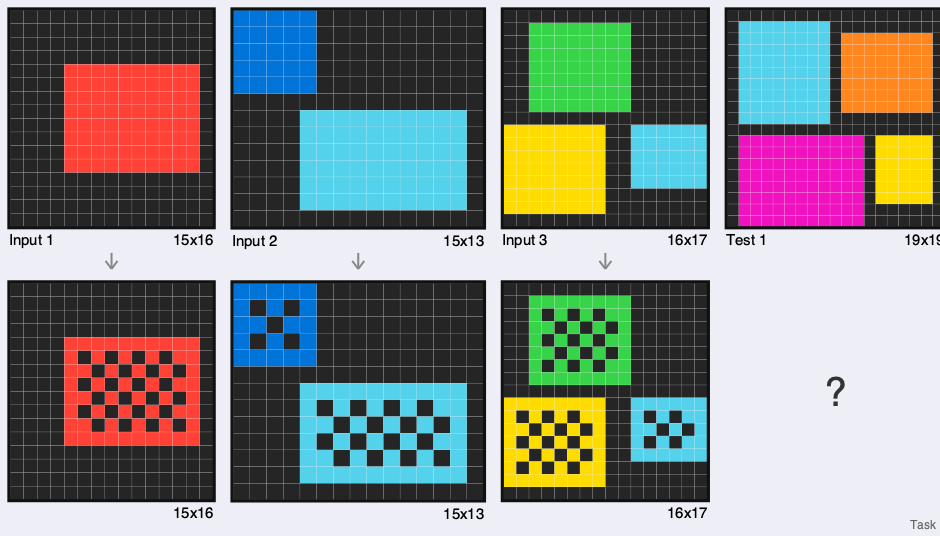 Input 1 15x16
Input 2 15x13
Input 3 16x17
Test 1 19x19
?
15x16
15x13
16x17
Task